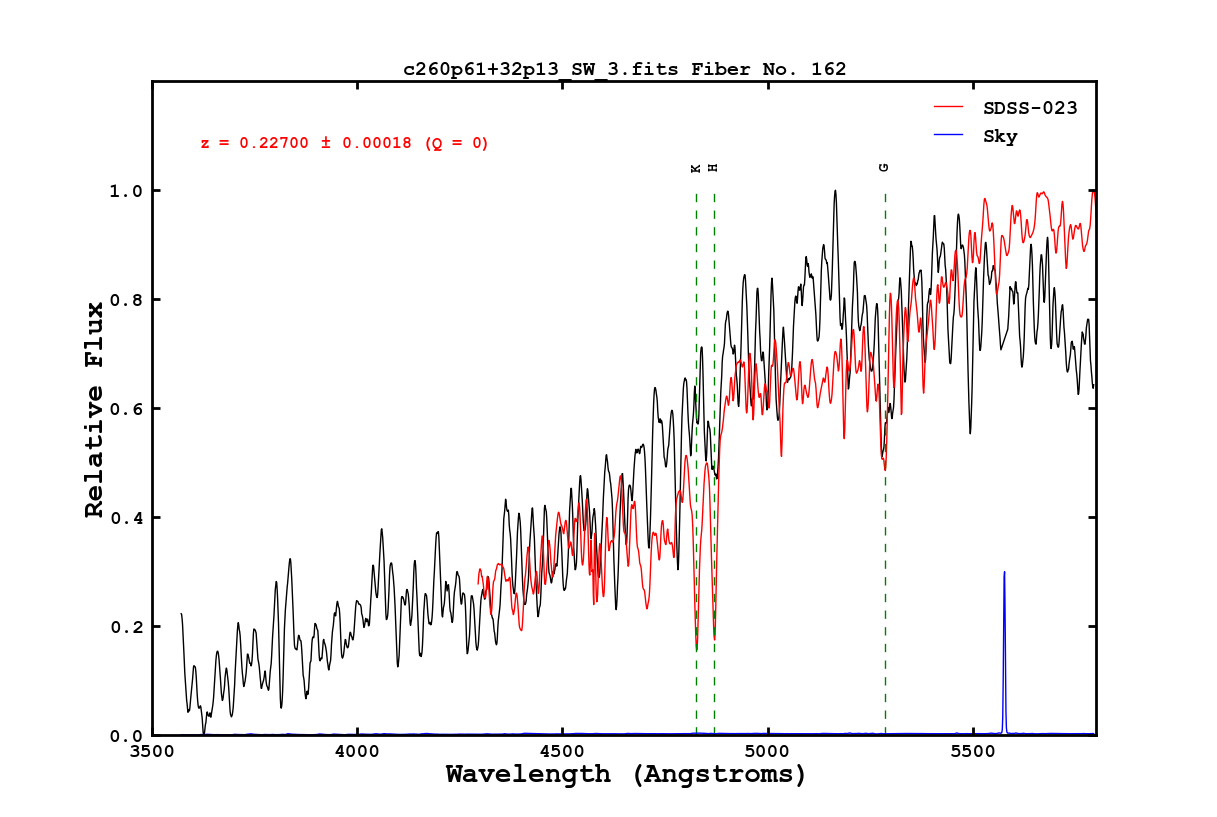 c260p61+32p13_SW_3.fits Fiber No. 162
SDSS-023
Sky
z = 0.22700 ± 0.00018 (Q = 0)
K H G
1.0
0.8
0.6
0.4
0.2
0.0
Relative Flux
3500 4000 4500 5000 5500
Wavelength (Angstroms)